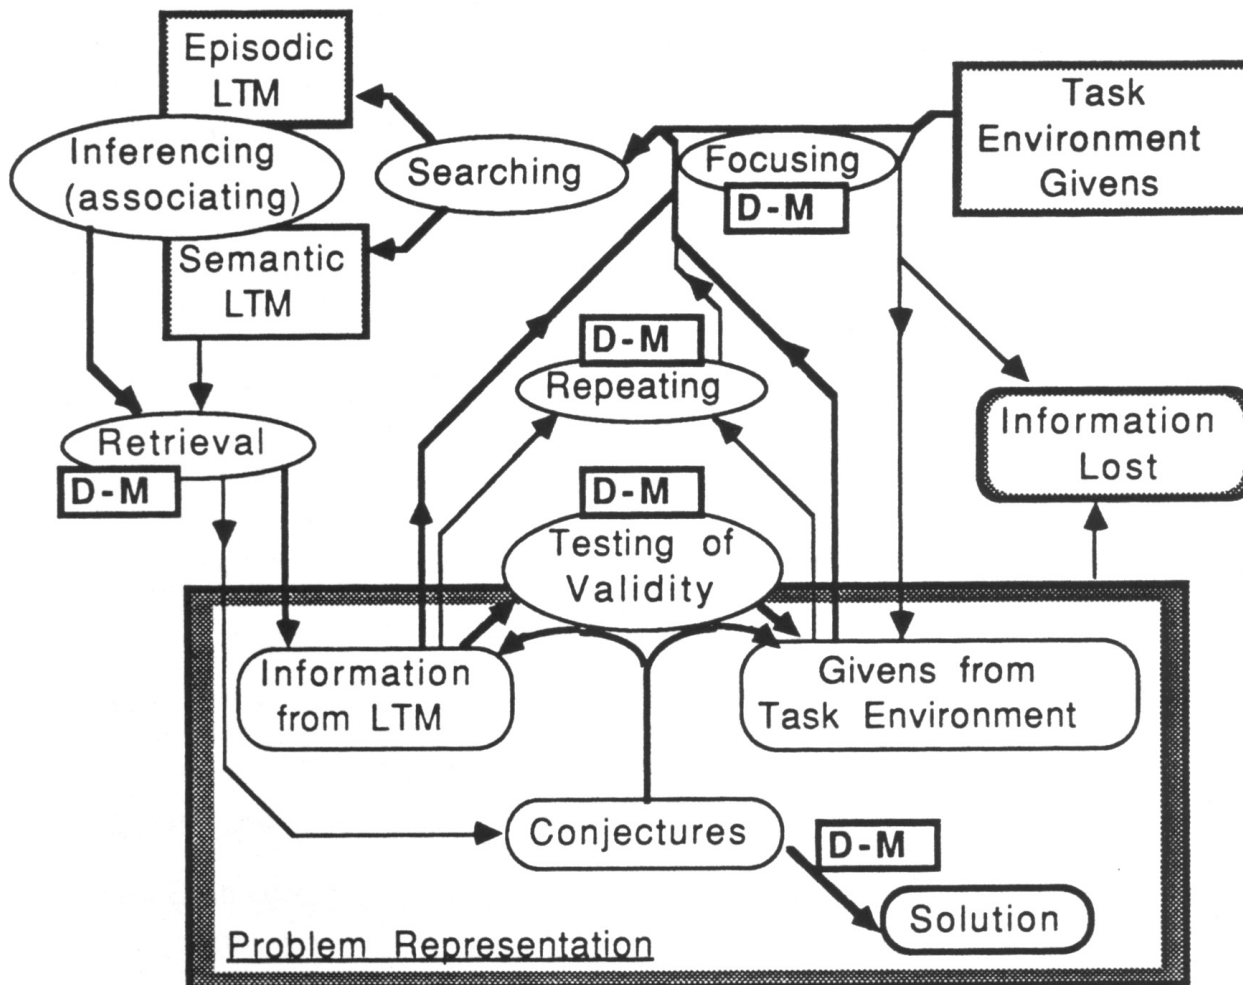 Episodic
LTM
Task
Environment
Givens
Inferencing
(associating)
Searching
Focusing
D-M
Semantic
LTM
D-M
Repeating
Retrieval
D-M
Information
Lost
D-M
Testing of
Validity
Information
from LTM
Givens from
Task Environment
Conjectures
D-M
Solution
Problem Representation